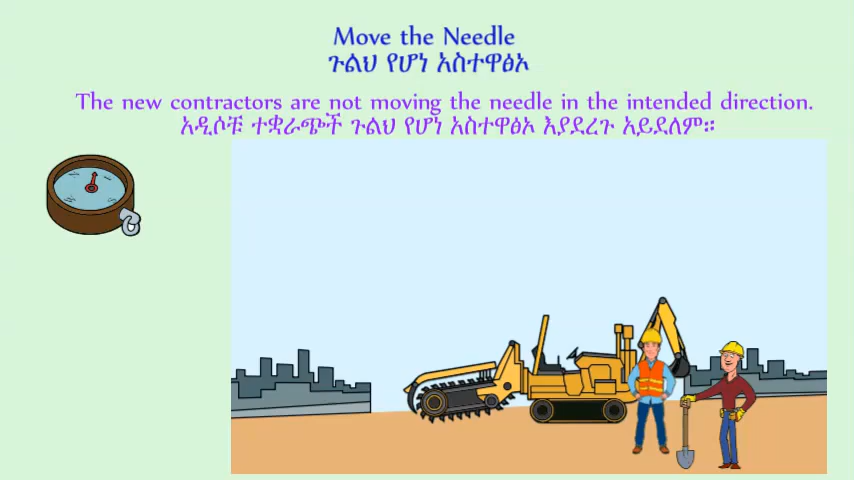 Move the Needle
ጉልህ የሆነ አስተዋፅኦ
The new contractors are not moving the needle in the intended direction.
አዲሶቹ ተቋራጭች ጉልህ የሆነ አስተዋፅኦ እያደረጉ አይደለም።